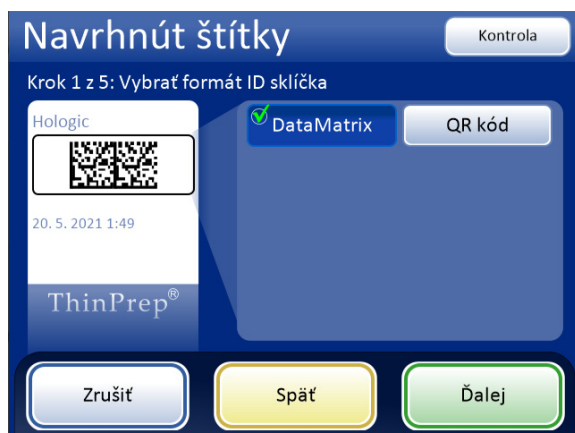 Navrhnút štítky
Kontrola
Krok 1 z 5: Vybrať formát ID sklíčka
Hologic
20. 5. 2021 1:49
ThinPrep®
DataMatrix
QR kód
Zrušiť
Späť
Ďalej